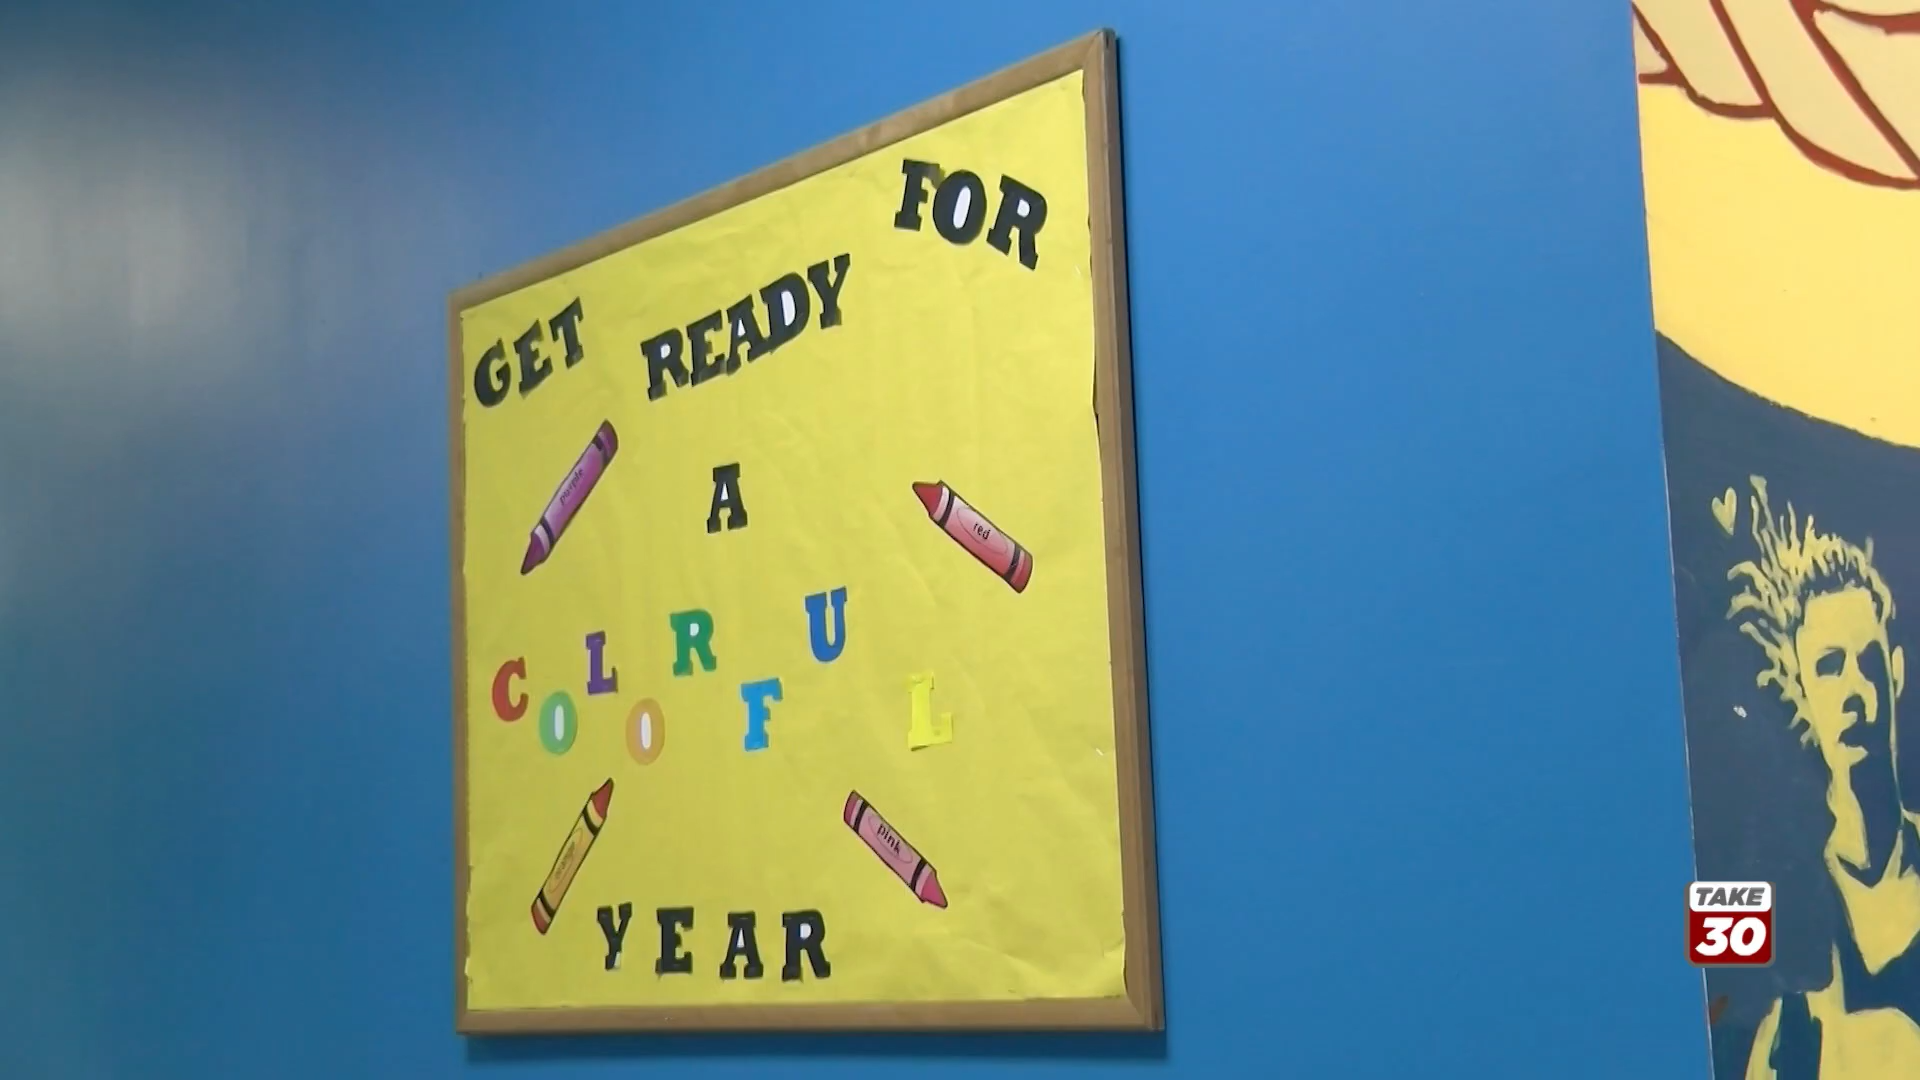 GET READY FOR
purple
A
red
COLORFUL
orange
pink
YEAR
TAKE
30